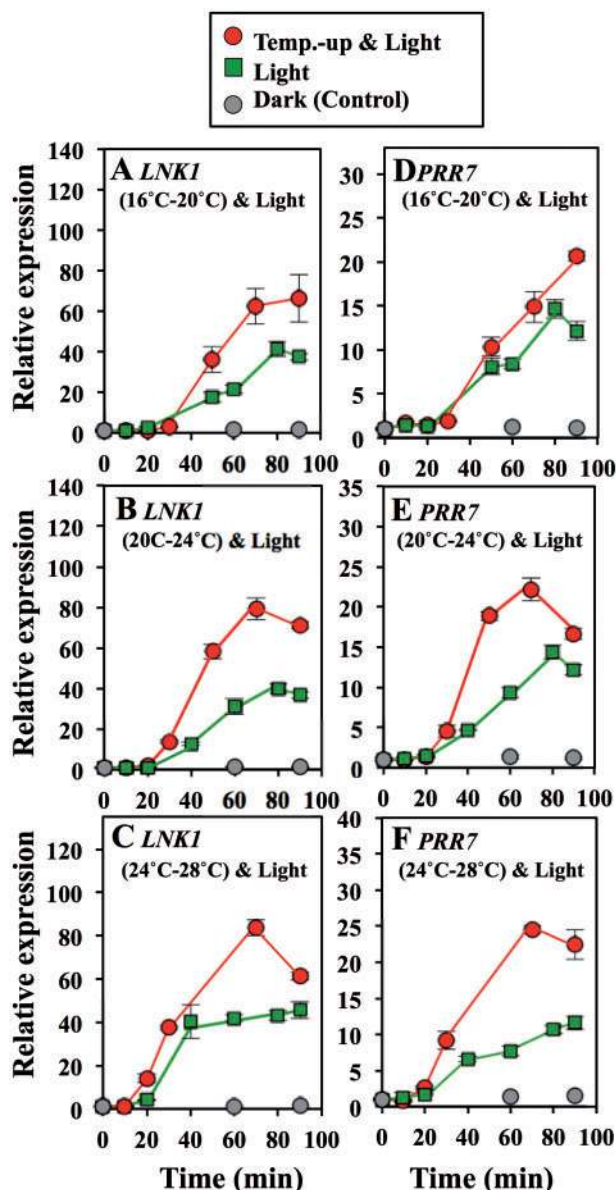 Temp.-up & Light
Light
Dark (Control)
A LNK1
(16˚C-20˚C) & Light
Relative expression
140
120
100
80
60
40
20
0
0 20 40 60 80 100
D PRR7
(16˚C-20˚C) & Light
30
25
20
15
10
5
0
0 20 40 60 80 100
B LNK1
(20C-24˚C) & Light
Relative expression
140
120
100
80
60
40
20
0
0 20 40 60 80 100
E PRR7
(20˚C-24˚C) & Light
35
30
25
20
15
10
5
0
0 20 40 60 80 100
C LNK1
(24˚C-28˚C) & Light
Relative expression
120
100
80
60
40
20
0
0 20 40 60 80 100
Time (min)
F PRR7
(24˚C-28˚C) & Light
40
35
30
25
20
15
10
5
0
0 20 40 60 80 100
Time (min)